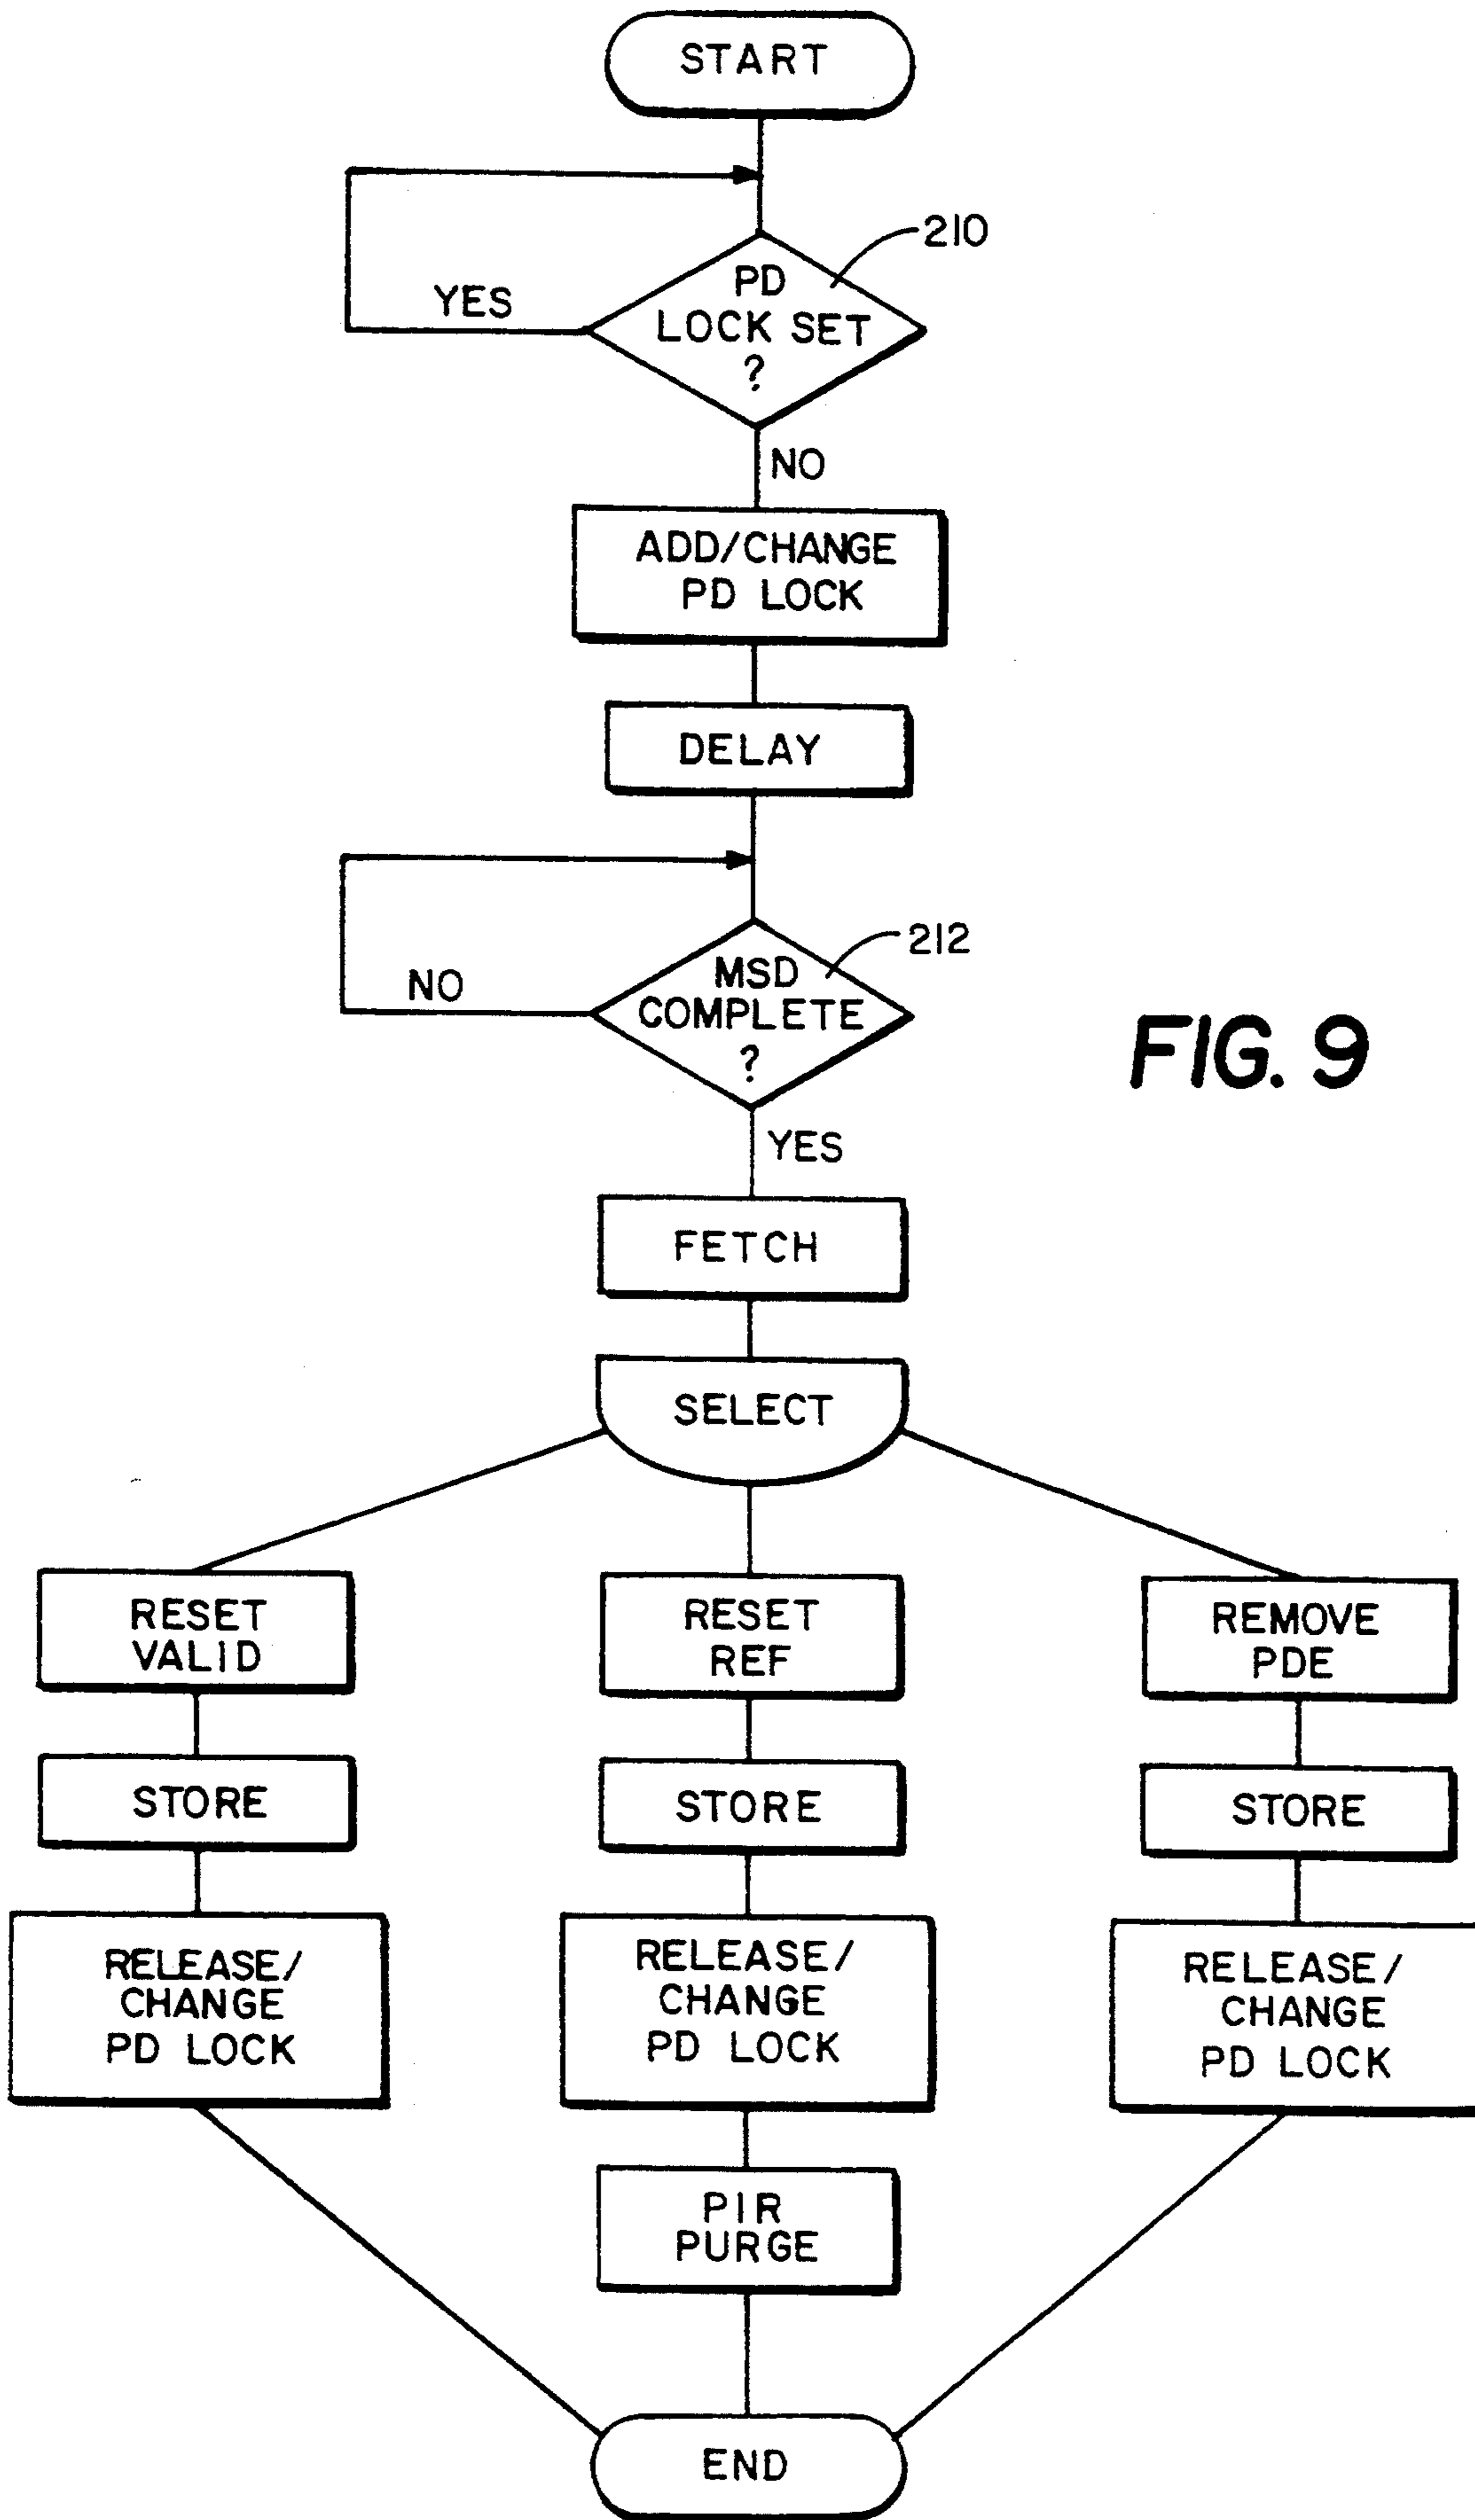 START
210
PD
LOCK SET
?
YES
NO
ADD/CHANGE
PD LOCK
DELAY
212
MSD
COMPLETE
?
NO
YES
FIG. 9
FETCH
SELECT
RESET
VALID
STORE
RELEASE/
CHANGE
PD LOCK
RESET
REF
STORE
RELEASE/
CHANGE
PD LOCK
PIR
PURGE
REMOVE
PDE
STORE
RELEASE/
CHANGE
PD LOCK
END